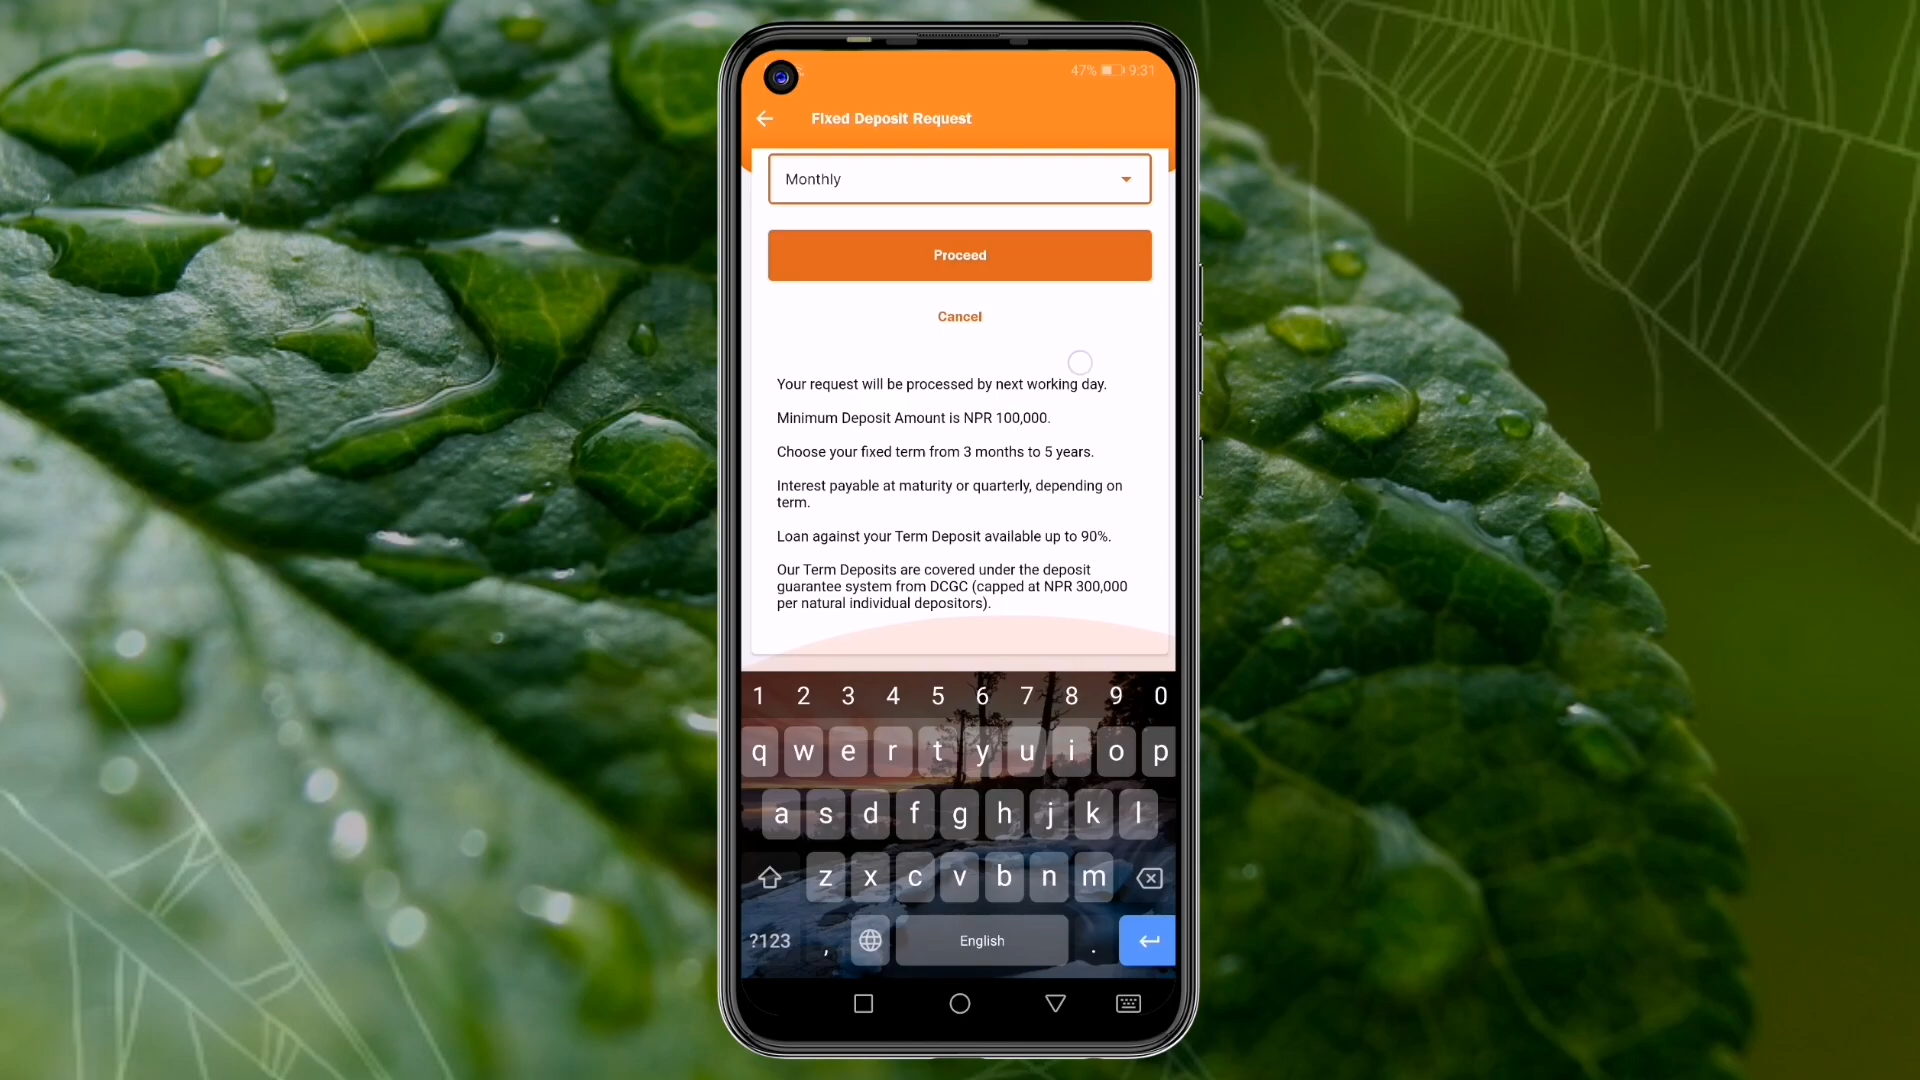 47% 9:31
Fixed Deposit Request
Monthly
Proceed
Cancel
Your request will be processed by next working day.
Minimum Deposit Amount is NPR 100,000.
Choose your fixed term from 3 months to 5 years.
Interest payable at maturity or quarterly, depending on
term.
Loan against your Term Deposit available up to 90%.
Our Term Deposits are covered under the deposit
guarantee system from DCGC (capped at NPR 300,000
per natural individual depositors).
1 2 3 4 5 6 7 8 9 0
q w e r t y u i o p
a s d f g h j k l
z x c v b n m
?123 , English .